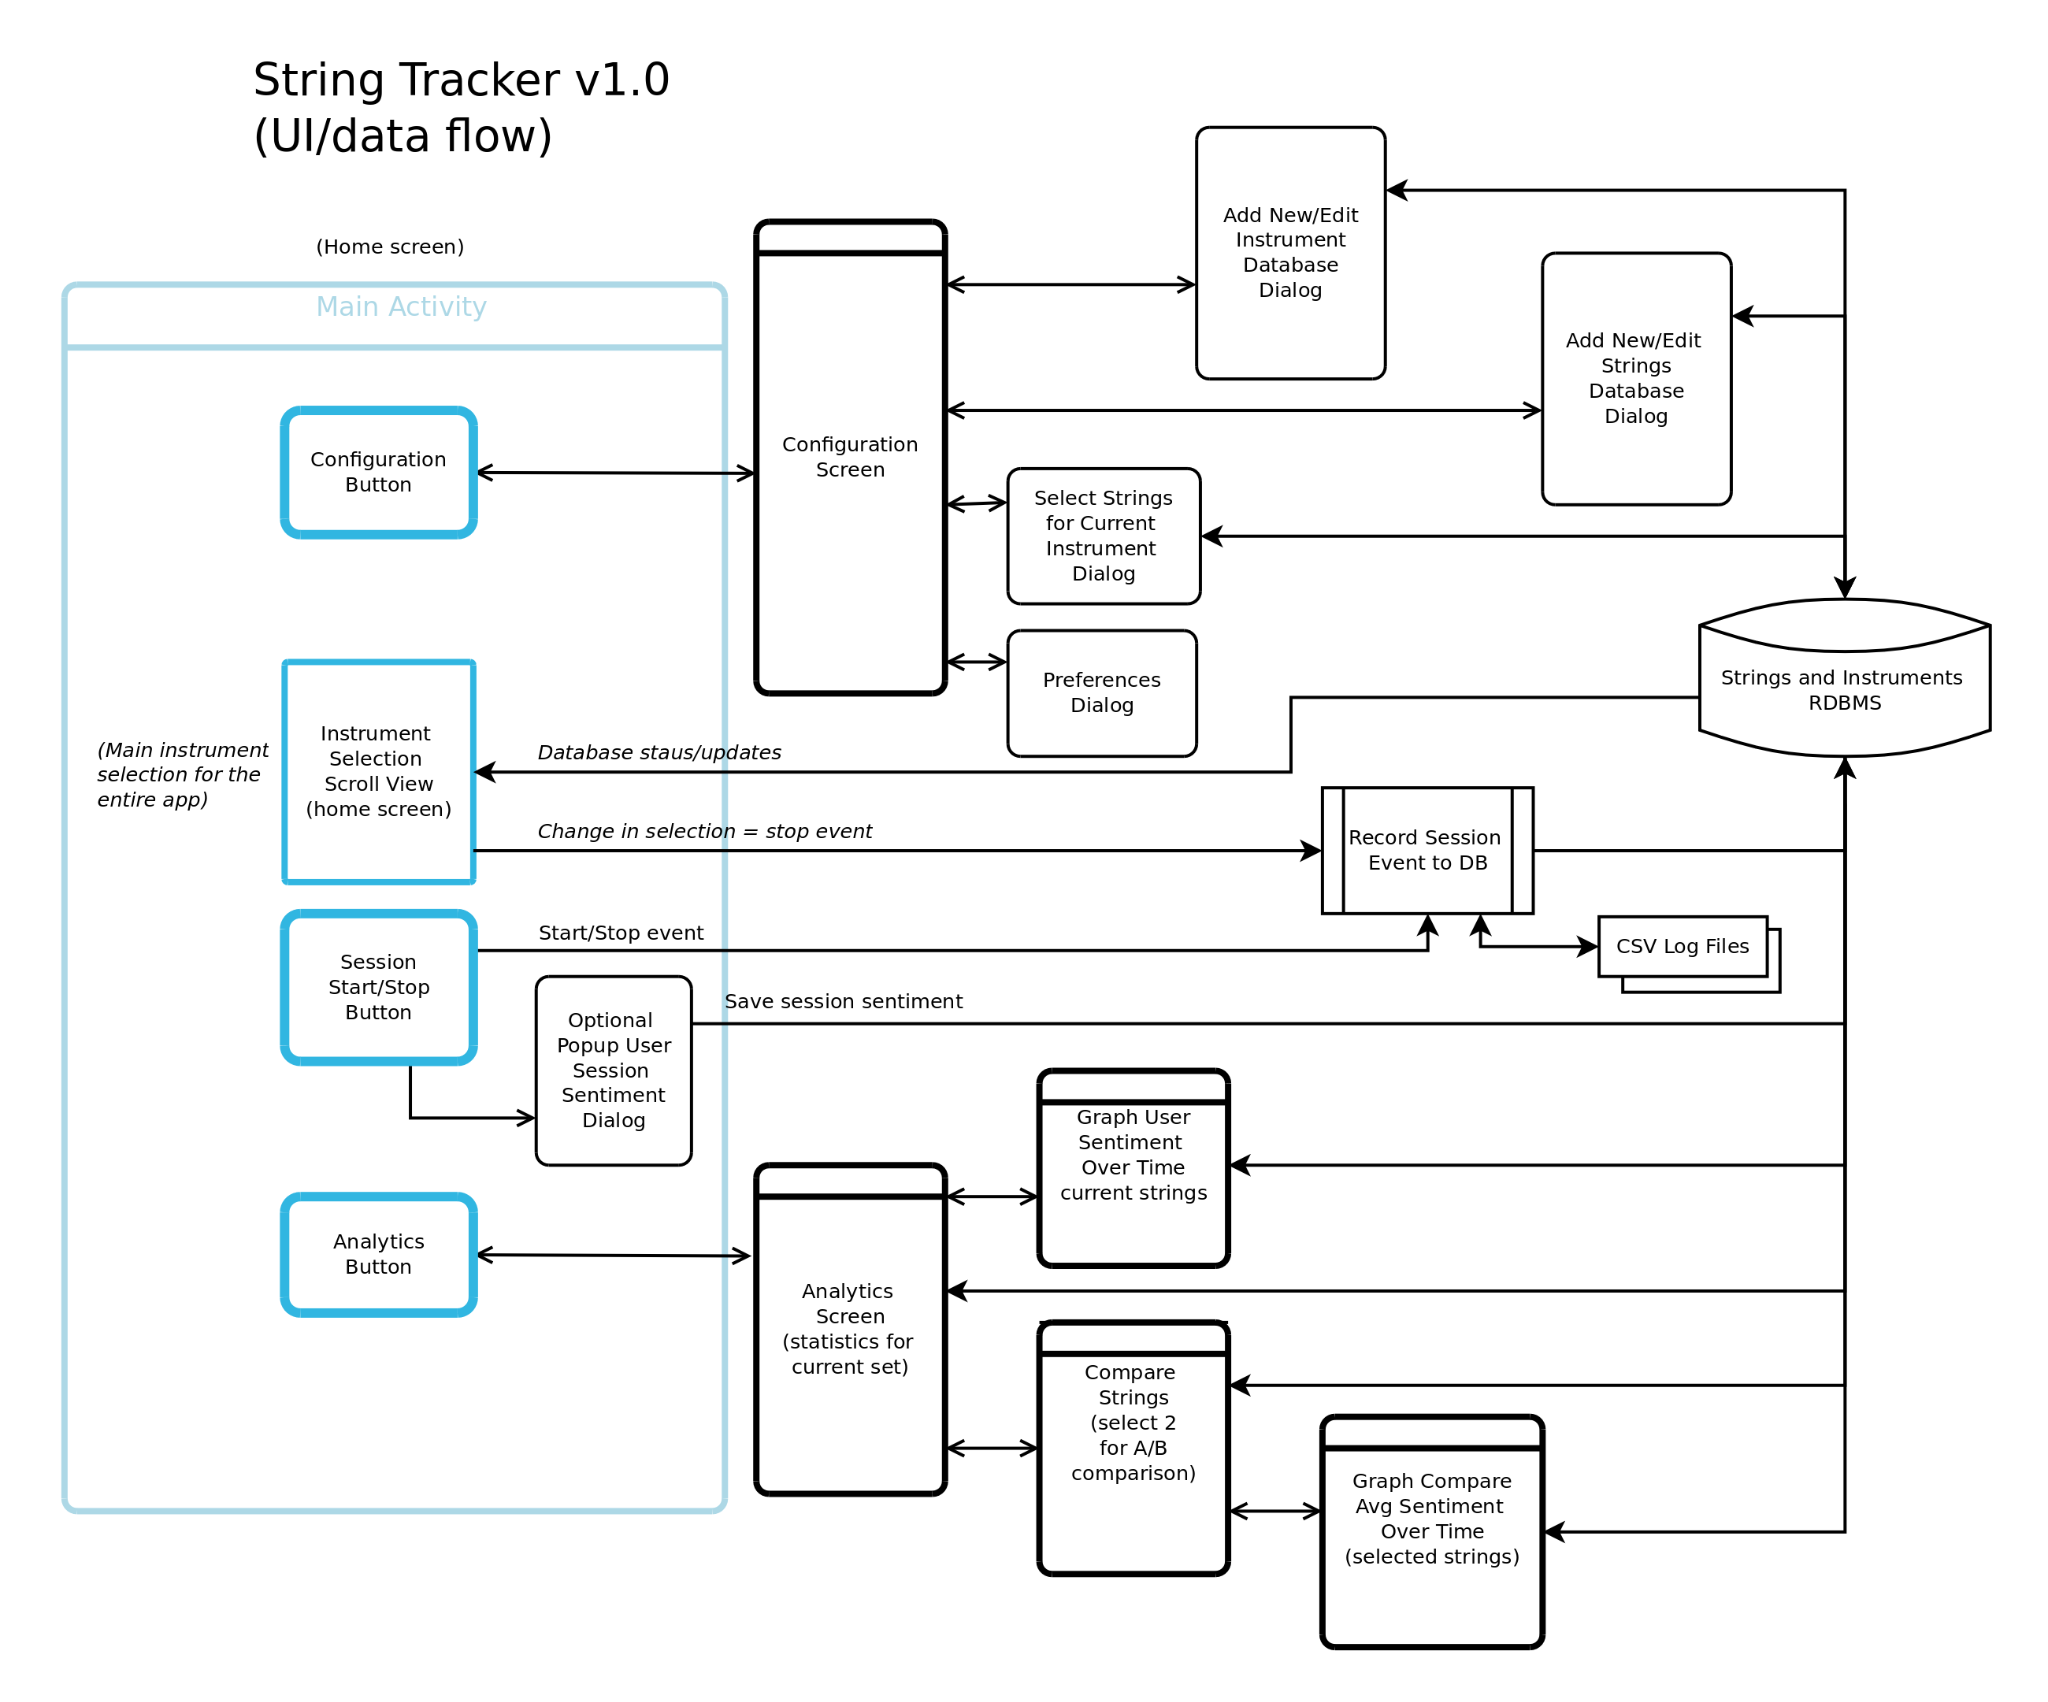 String Tracker v1.0
(UI/data flow)
(Home screen)
Main Activity
Configuration
Button
(Main instrument
selection for the
entire app)
Instrument
Selection
Scroll View
(home screen)
Session
Start/Stop
Button
Analytics
Button
Optional
Popup User
Session
Sentiment
Dialog
Database staus/updates
Change in selection = stop event
Start/Stop event
Save session sentiment
Configuration
Screen
Add New/Edit
Instrument
Database
Dialog
Add New/Edit
Strings
Database
Dialog
Select Strings
for Current
Instrument
Dialog
Preferences
Dialog
Strings and Instruments
RDBMS
Record Session
Event to DB
CSV Log Files
Graph User
Sentiment
Over Time
current strings
Analytics
Screen
(statistics for
current set)
Compare
Strings
(select 2
for A/B
comparison)
Graph Compare
Avg Sentiment
Over Time
(selected strings)